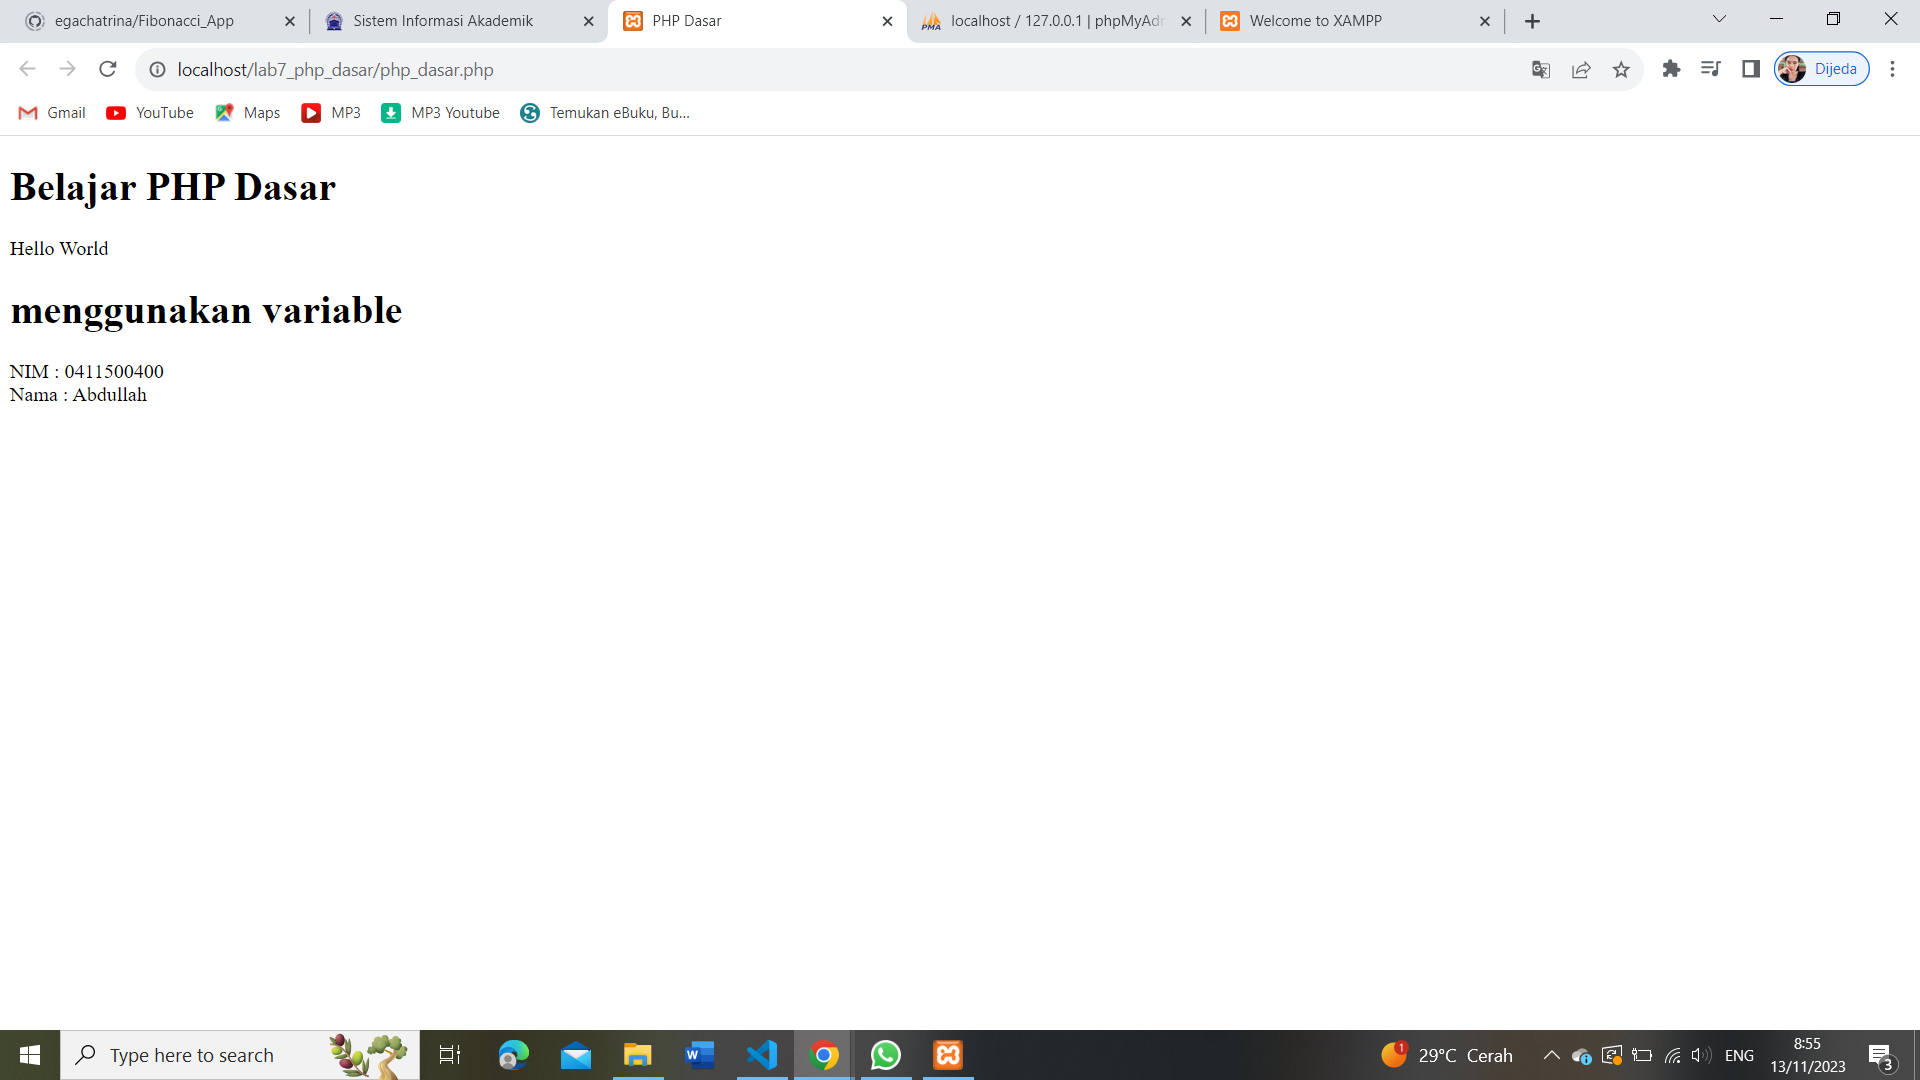 egachatrina/Fibonacci_App
Sistem Informasi Akademik
PHP Dasar
localhost / 127.0.0.1 | phpMyAdr
Welcome to XAMPP
localhost/lab7_php_dasar/php_dasar.php
Dijeda
Gmail
YouTube
Maps
MP3
MP3 Youtube
Temukan eBuku, Bu...
Belajar PHP Dasar
Hello World
menggunakan variable
NIM : 0411500400
Nama : Abdullah
Type here to search
1
29°C Cerah
ENG
8:55
13/11/2023
3